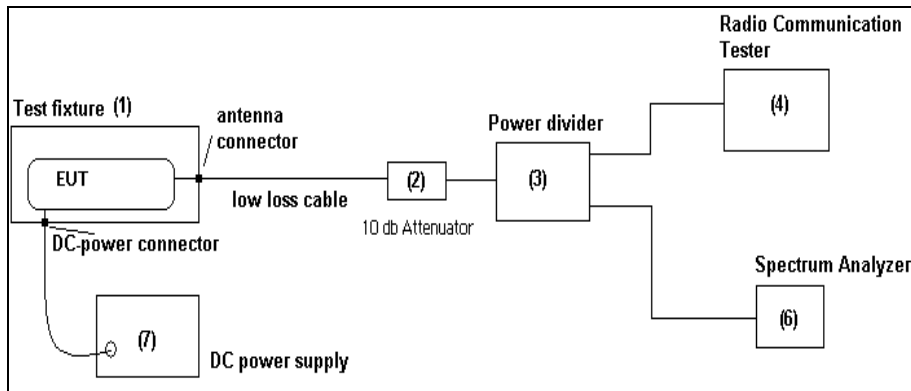 Radio Communication
Tester
(4)
Test fixture (1)
antenna
connector
Power divider
EUT
(2)
(3)
low loss cable
10 db Attenuator
DC-power connector
Spectrum Analyzer
(6)
(7)
DC power supply